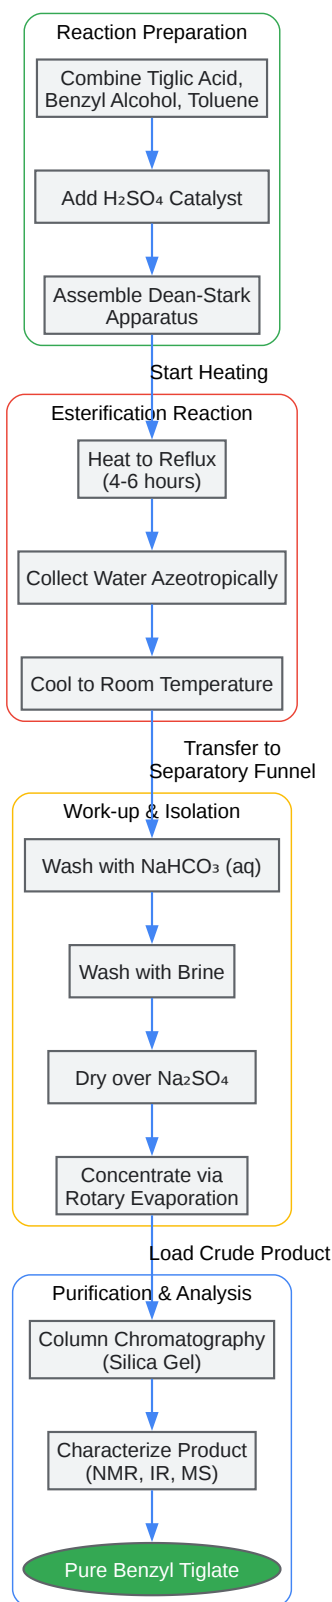 Reaction Preparation
Combine Tiglic Acid,
Benzyl Alcohol, Toluene
Add H₂SO₄ Catalyst
Assemble Dean-Stark
Apparatus
Start Heating
Esterification Reaction
Heat to Reflux
(4-6 hours)
Collect Water Azeotropically
Cool to Room Temperature
Transfer to
Separatory Funnel
Work-up & Isolation
Wash with NaHCO₃ (aq)
Wash with Brine
Dry over Na₂SO₄
Concentrate via
Rotary Evaporation
Load Crude Product
Purification & Analysis
Column Chromatography
(Silica Gel)
Characterize Product
(NMR, IR, MS)
Pure Benzyl Tiglate